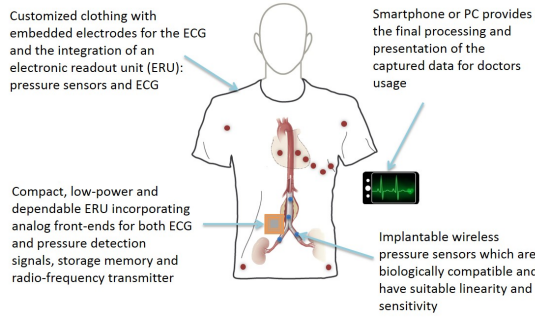 Customized clothing with
embedded electrodes for the ECG
and the integration of an
electronic readout unit (ERU):
pressure sensors and ECG
Smartphone or PC provides
the final processing and
presentation of the
captured data for doctors
usage
Compact, low-power and
dependable ERU incorporating
analog front-ends for both ECG
and pressure detection
signals, storage memory and
radio-frequency transmitter
Implantable wireless
pressure sensors which are
biologically compatible and
have suitable linearity and
sensitivity